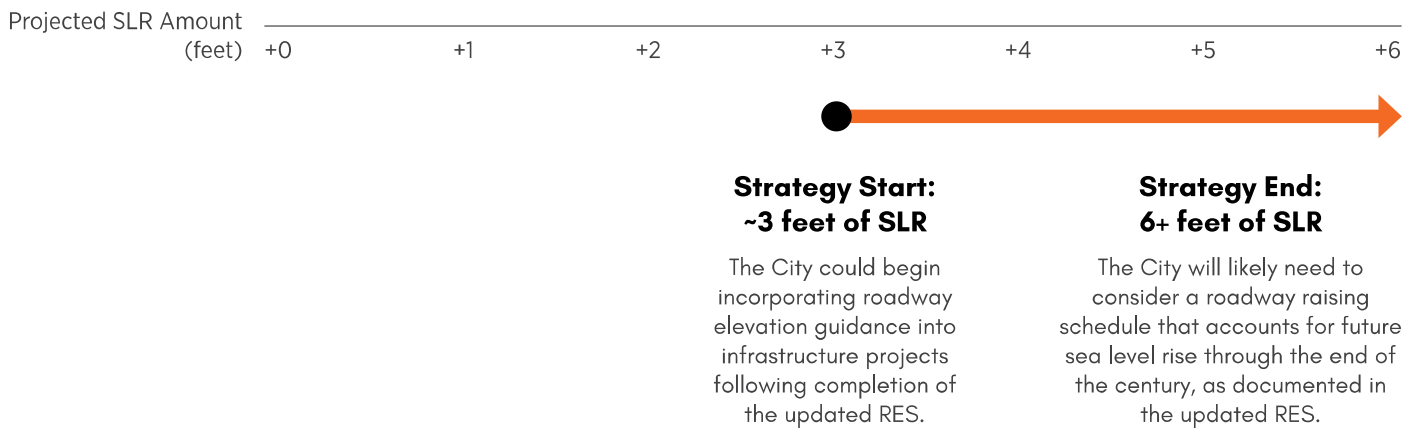 Projected SLR Amount
(feet) +0 +1 +2 +3 +4 +5 +6
Strategy Start:
~3 feet of SLR
The City could begin
incorporating roadway
elevation guidance into
infrastructure projects
following completion of
the updated RES.
Strategy End:
6+ feet of SLR
The City will likely need to
consider a roadway raising
schedule that accounts for future
sea level rise through the end of
the century, as documented in
the updated RES.